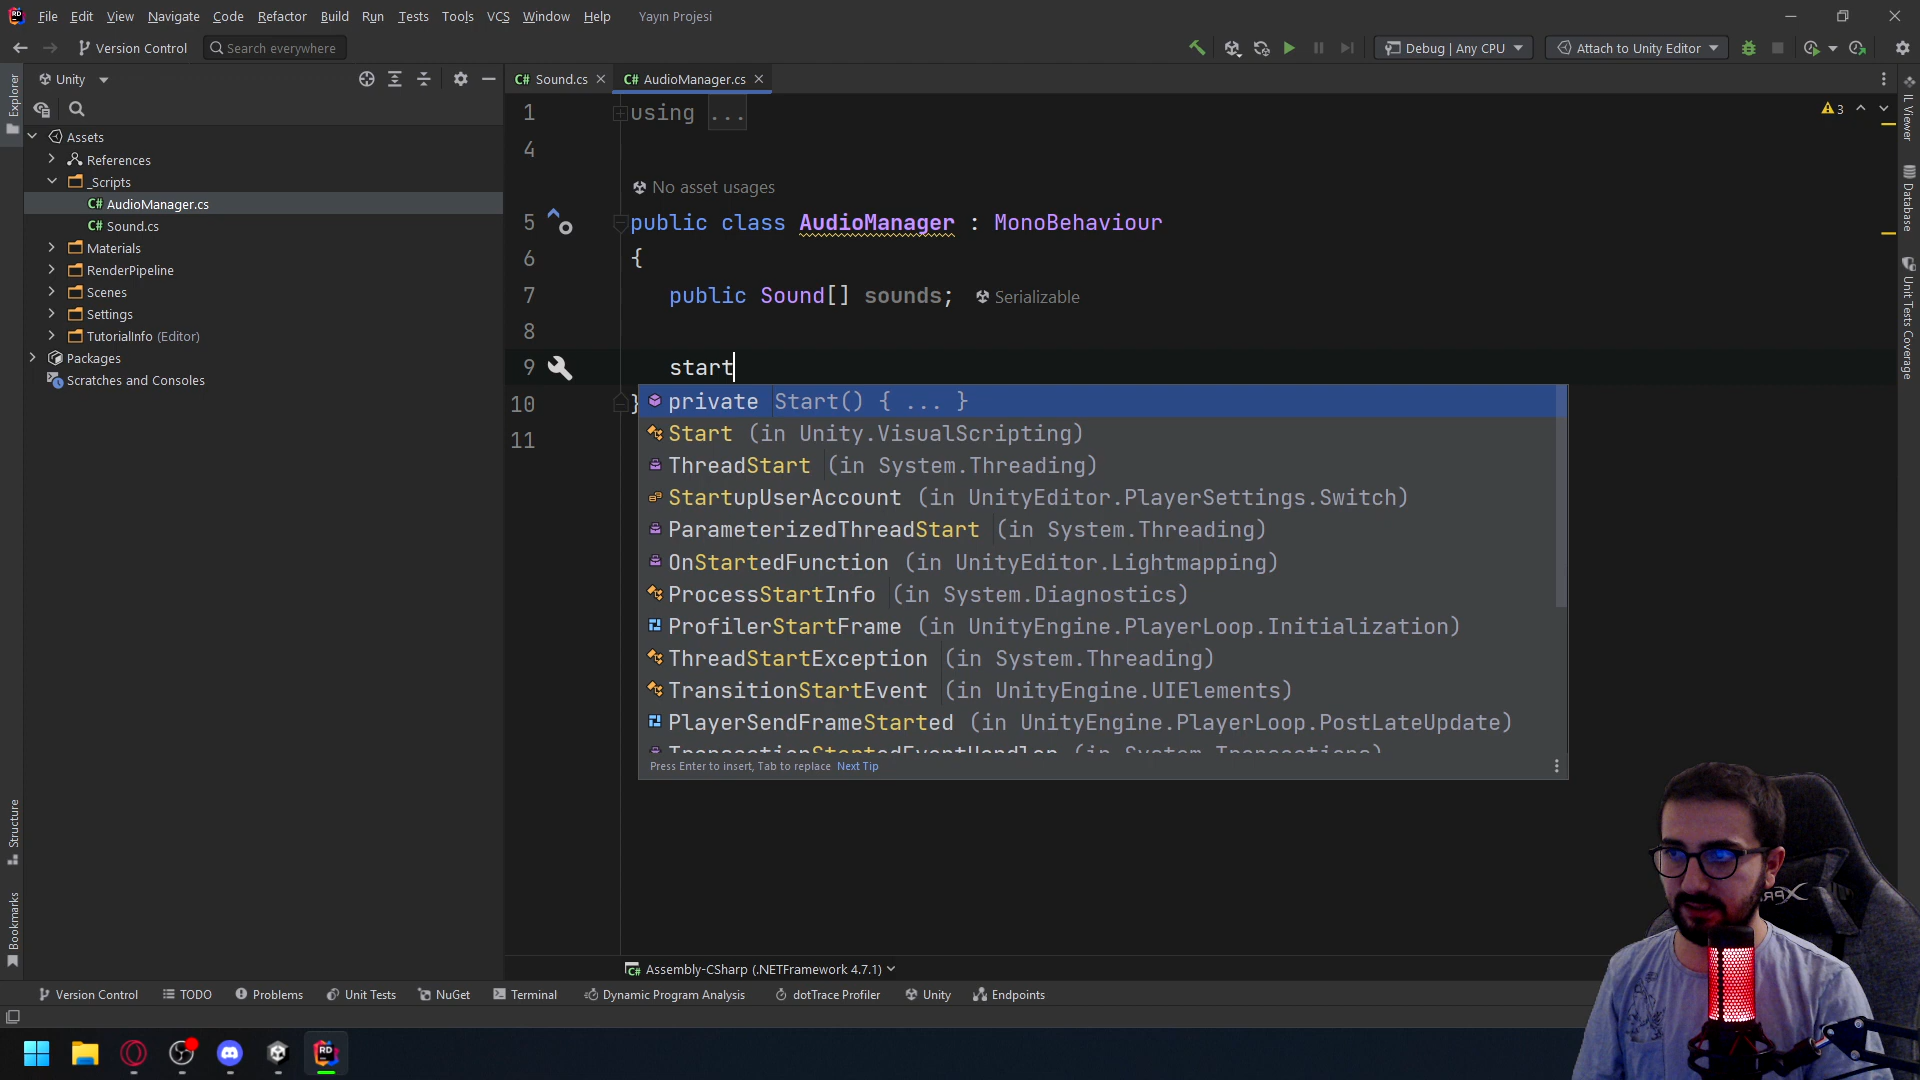 File Edit View Navigate Code Refactor Build Run Tests Tools VCS Window Help Yayın Projesi
Version Control Search everywhere Debug | Any CPU Attach to Unity Editor
Explorer
Unity
C# Sound.cs C# AudioManager.cs
Assets
References
_Scripts
C# AudioManager.cs
C# Sound.cs
Materials
RenderPipeline
Scenes
Settings
TutorialInfo (Editor)
Packages
Scratches and Consoles
1 using ...
3
4
No asset usages
5 public class AudioManager : MonoBehaviour
6 {
7 public Sound[] sounds; Serializable
8
9 start
10 }
11
private Start() { ... }
Start (in Unity.VisualScripting)
ThreadStart (in System.Threading)
StartupUserAccount (in UnityEditor.PlayerSettings.Switch)
ParameterizedThreadStart (in System.Threading)
OnStartedFunction (in UnityEditor.Lightmapping)
ProcessStartInfo (in System.Diagnostics)
ProfilerStartFrame (in UnityEngine.PlayerLoop.Initialization)
ThreadStartException (in System.Threading)
TransitionStartEvent (in UnityEngine.UIElements)
PlayerSendFrameStarted (in UnityEngine.PlayerLoop.PostLateUpdate)
TransactionStartedEventHandler (in System.Transactions)
Press Enter to insert, Tab to replace Next Tip
IL Viewer
Database
Unit Tests Coverage
Structure
Bookmarks
C# Assembly-CSharp (.NETFramework 4.7.1)
Version Control TODO Problems Unit Tests NuGet Terminal Dynamic Program Analysis dotTrace Profiler Unity Endpoints
RD